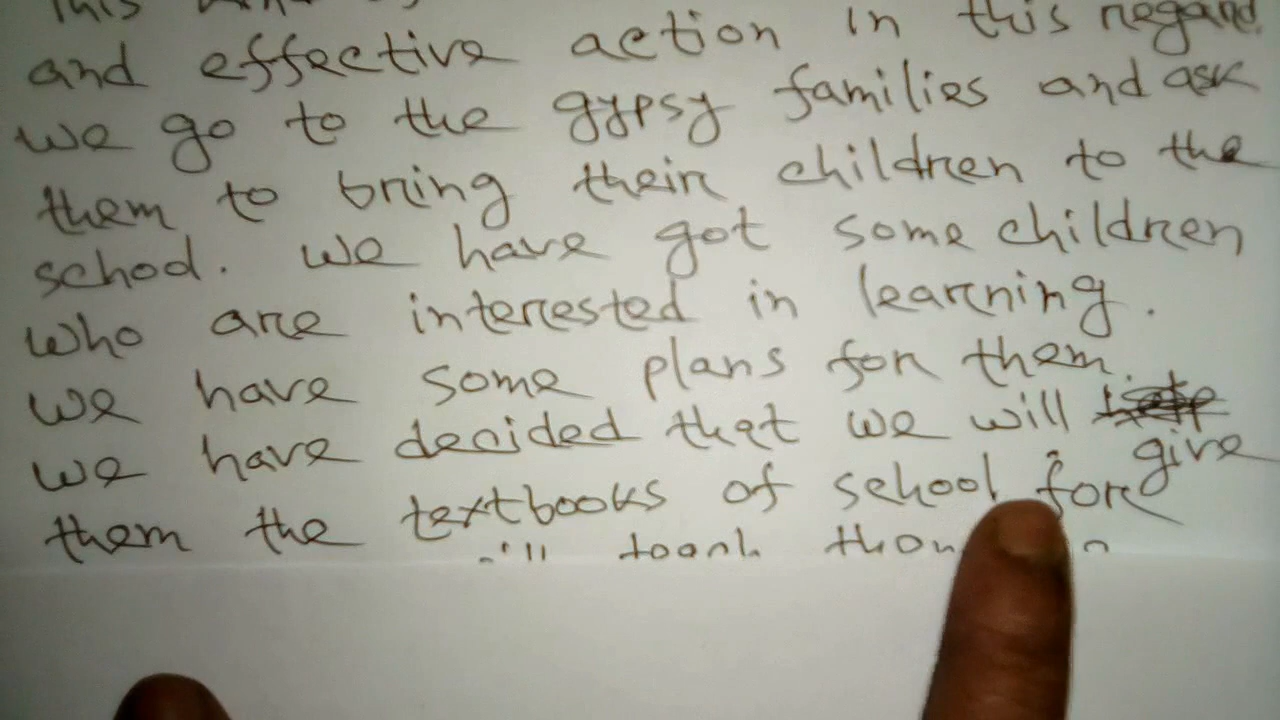 This
and effective action in this regard.
we go to the gypsy families and ask
them to bring their children to the
school. we have got some children
who are interested in learning.
we have some plans for them.
we have decided that we will
give
them the textbooks of school for